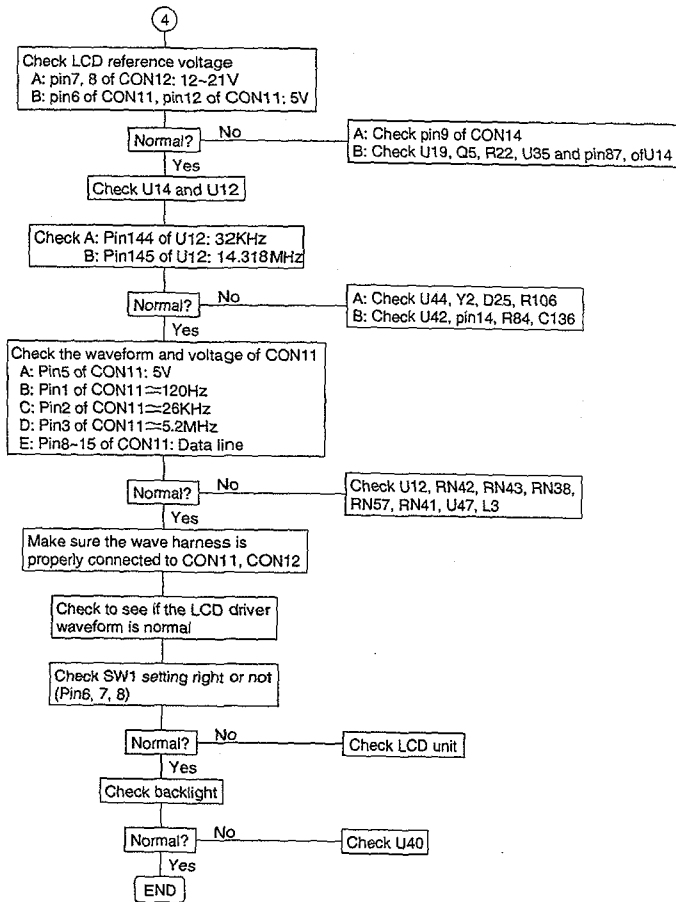 4
Check LCD reference voltage
A: pin7, 8 of CON12: 12~21V
B: pin6 of CON11, pin12 of CON11: 5V
Normal?
No
A: Check pin9 of CON14
B: Check U19, Q5, R22, U35 and pin87, ofU14
Yes
Check U14 and U12
Check A: Pin144 of U12: 32KHz
B: Pin145 of U12: 14.318MHz
Normal?
No
A: Check U44, Y2, D25, R106
B: Check U42, pin14, R84, C136
Yes
Check the waveform and voltage of CON11
A: Pin5 of CON11: 5V
B: Pin1 of CON11≃120Hz
C: Pin2 of CON11≃26KHz
D: Pin3 of CON11≃5.2MHz
E: Pin8~15 of CON11: Data line
Normal?
No
Check U12, RN42, RN43, RN38,
RN57, RN41, U47, L3
Yes
Make sure the wave harness is
properly connected to CON11, CON12
Check to see if the LCD driver
waveform is normal
Check SW1 setting right or not
(Pin6, 7, 8)
Normal?
No
Check LCD unit
Yes
Check backlight
Normal?
No
Check U40
Yes
END